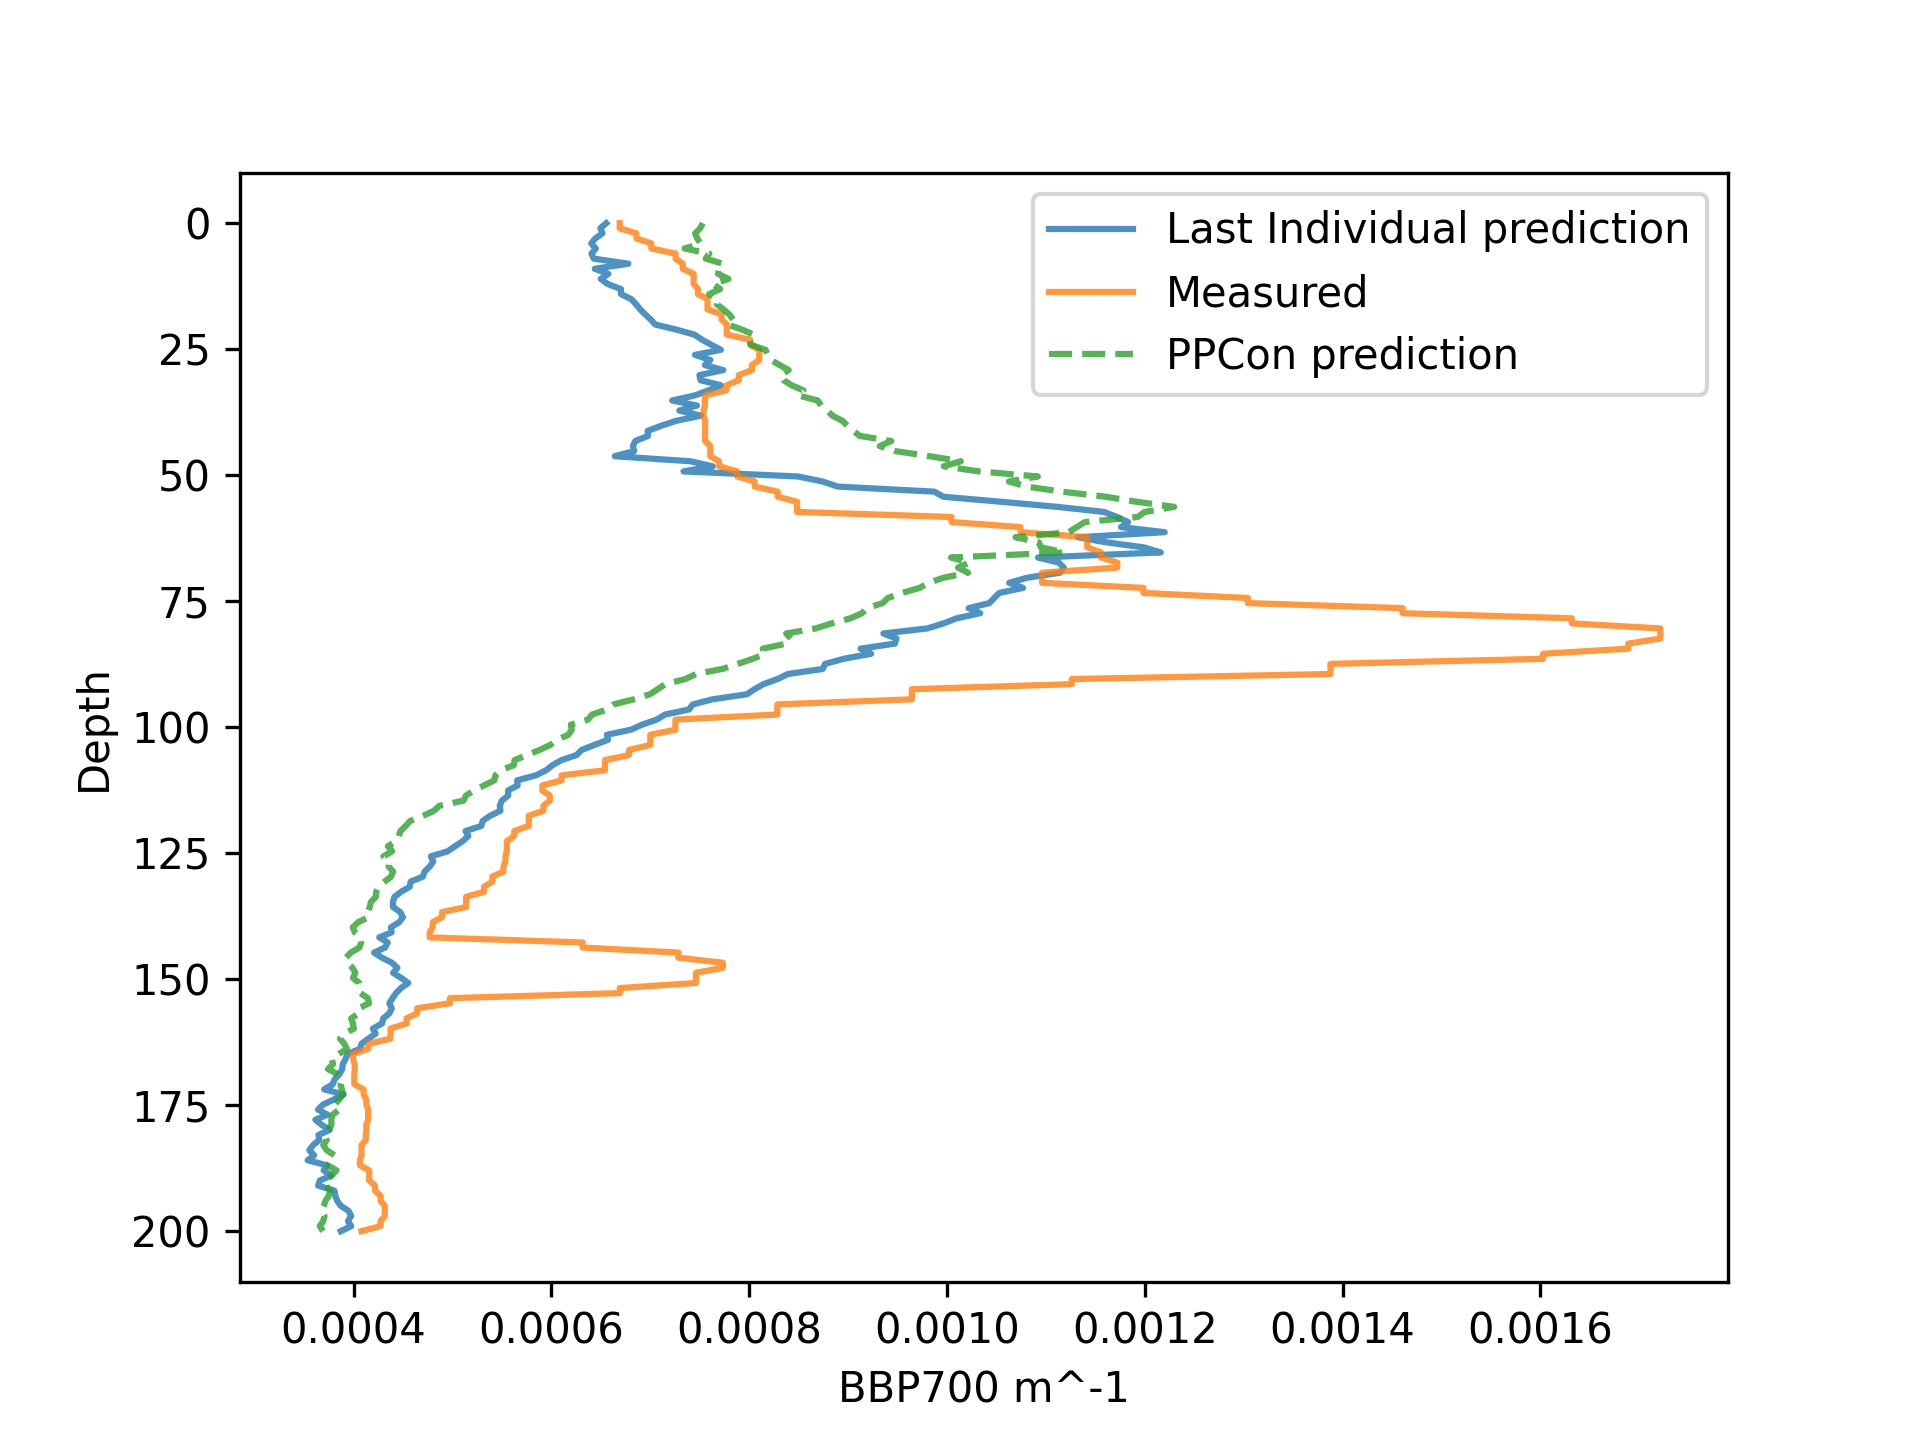 Last Individual prediction
Measured
PPCon prediction
0
25
50
75
100
125
150
175
200
Depth
0.0004 0.0006 0.0008 0.0010 0.0012 0.0014 0.0016
BBP700 m^-1